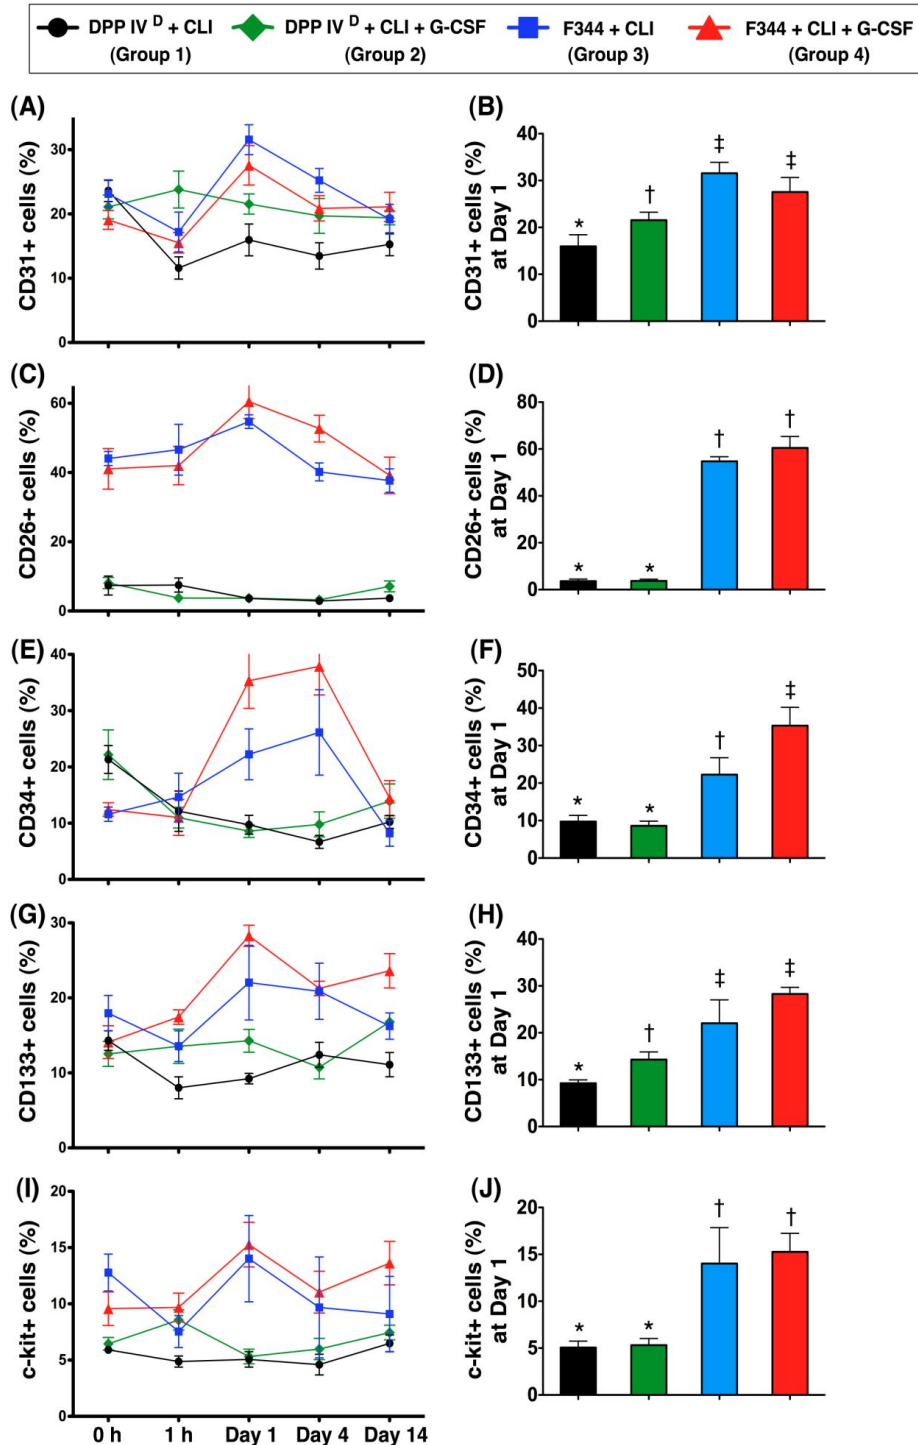 DPP IV D + CLI DPP IV D + CLI + G-CSF F344 + CLI F344 + CLI + G-CSF
(Group 1) (Group 2) (Group 3) (Group 4)
(A)
CD31+ cells (%)
30
20
10
0
(B)
CD31+ cells (%)
at Day 1
40
30
20
10
0
* † ‡ ‡
(C)
CD26+ cells (%)
60
40
20
0
(D)
CD26+ cells (%)
at Day 1
80
60
40
20
0
* * † †
(E)
CD34+ cells (%)
40
30
20
10
0
(F)
CD34+ cells (%)
at Day 1
50
40
30
20
10
0
* * † ‡
(G)
CD133+ cells (%)
30
20
10
0
(H)
CD133+ cells (%)
at Day 1
40
30
20
10
0
* † ‡ ‡
(I)
c-kit+ cells (%)
20
15
10
5
0
0 h 1 h Day 1 Day 4 Day 14
(J)
c-kit+ cells (%)
at Day 1
20
15
10
5
0
* * † †